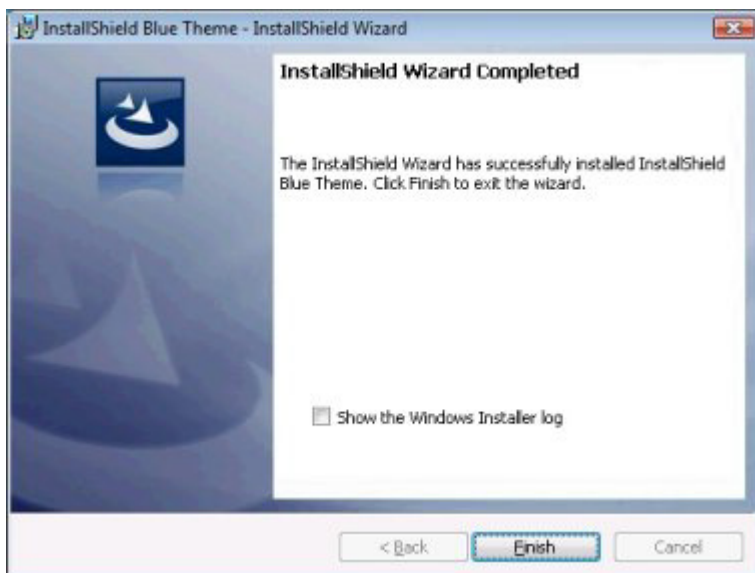 InstallShield Blue Theme - InstallShield Wizard
InstallShield Wizard Completed
The InstallShield Wizard has successfully installed InstallShield
Blue Theme. Click Finish to exit the wizard.
Show the Windows Installer log
< Back
Finish
Cancel